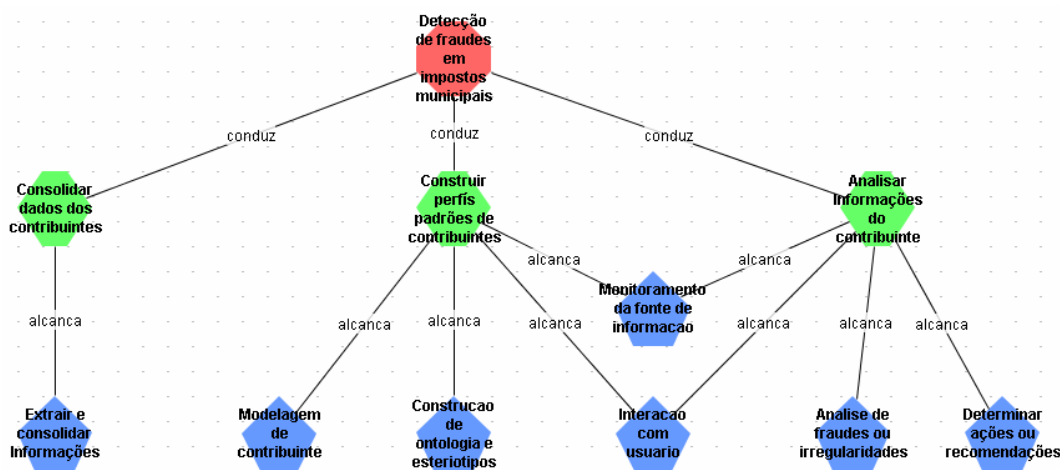 Detecção
de fraudes
em
impostos
municipais
conduz
conduz
conduz
Consolidar
dados dos
contribuintes
Construir
perfís
padrões de
contribuintes
Analisar
Informações
do
contribuinte
alcanca
alcanca
Monitoramento
da fonte de
informacao
alcanca
alcanca
alcanca
alcanca
alcanca
alcanca
alcanca
Extrair e
consolidar
Informações
Modelagem
de
contribuinte
Construcao
de
ontologia e
esteriotipos
Interacao
com
usuario
Analise de
fraudes ou
irregularidades
Determinar
ações ou
recomendações